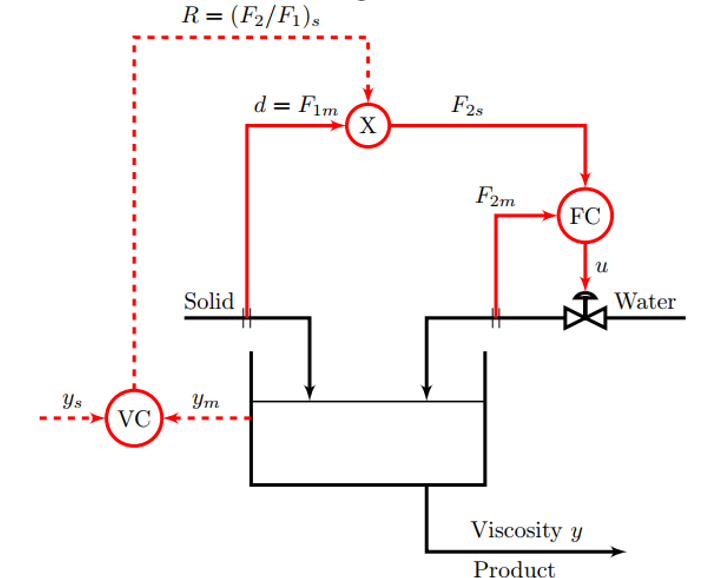 R = (F₂/F₁)ₛ
d = F₁ₘ
X
F₂ₛ
F₂ₘ
FC
u
Solid
Water
yₛ
VC
yₘ
Viscosity y
Product